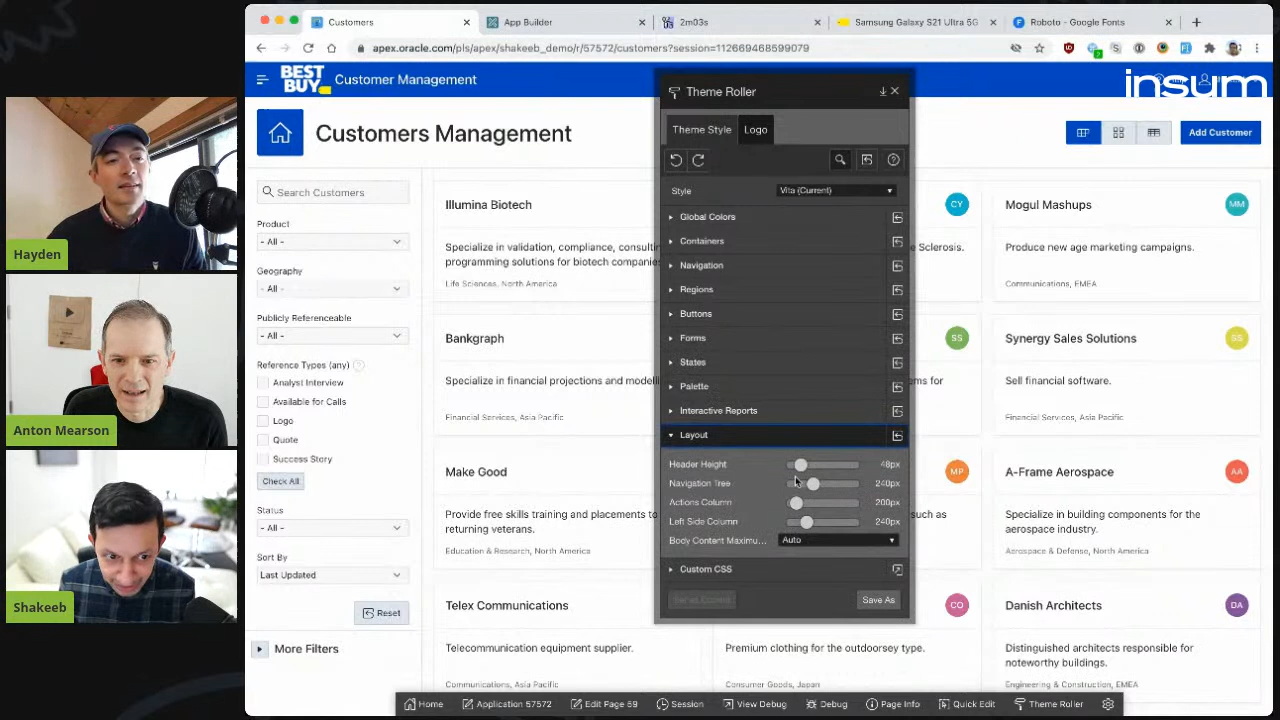 Customers
App Builder
2m03s
Samsung Galaxy S21 Ultra 5G
Roboto - Google Fonts
apex.oracle.com/pls/apex/shakeeb_demo/r/57572/customers?session=112669468599079
BEST BUY
Customer Management
insum
Customers Management
Add Customer
Hayden
Anton Mearson
Shakeeb
Search Customers
Product
- All -
Geography
- All -
Publicly Referenceable
- All -
Reference Types (any)
Analyst Interview
Available for Calls
Logo
Quote
Success Story
Check All
Status
- All -
Sort By
Last Updated
Reset
More Filters
Illumina Biotech
Specialize in validation, compliance,
programming solutions for biotech
Life Sciences, North America
CY
Sclerosis.
Mogul Mashups
MM
Produce new age marketing campaigns.
Communications, EMEA
Bankgraph
Specialize in financial projections and
Financial Services, Asia Pacific
SS
for
Synergy Sales Solutions
SS
Sell financial software.
Financial Services, Asia Pacific
Make Good
Provide free skills training and placements to
returning veterans.
Education & Research, North America
MP
such as
A-Frame Aerospace
AA
Specialize in building components for the
aerospace industry.
Aerospace & Defense, North America
Telex Communications
Telecommunication equipment supplier.
Communications, Asia Pacific
CO
Premium clothing for the outdoorsey type.
Consumer Goods, Japan
Danish Architects
DA
Distinguished architects responsible for
noteworthy buildings.
Engineering & Construction, EMEA
Theme Roller
Theme Style
Logo
Style
Vita (Current)
Global Colors
Containers
Navigation
Regions
Buttons
Forms
States
Palette
Interactive Reports
Layout
Header Height
48px
Navigation Tree
240px
Actions Column
200px
Left Side Column
240px
Body Content Maximu...
Auto
Custom CSS
Set as Current
Save As
Home
Application 57572
Edit Page 59
Session
View Debug
Debug
Page Info
Quick Edit
Theme Roller